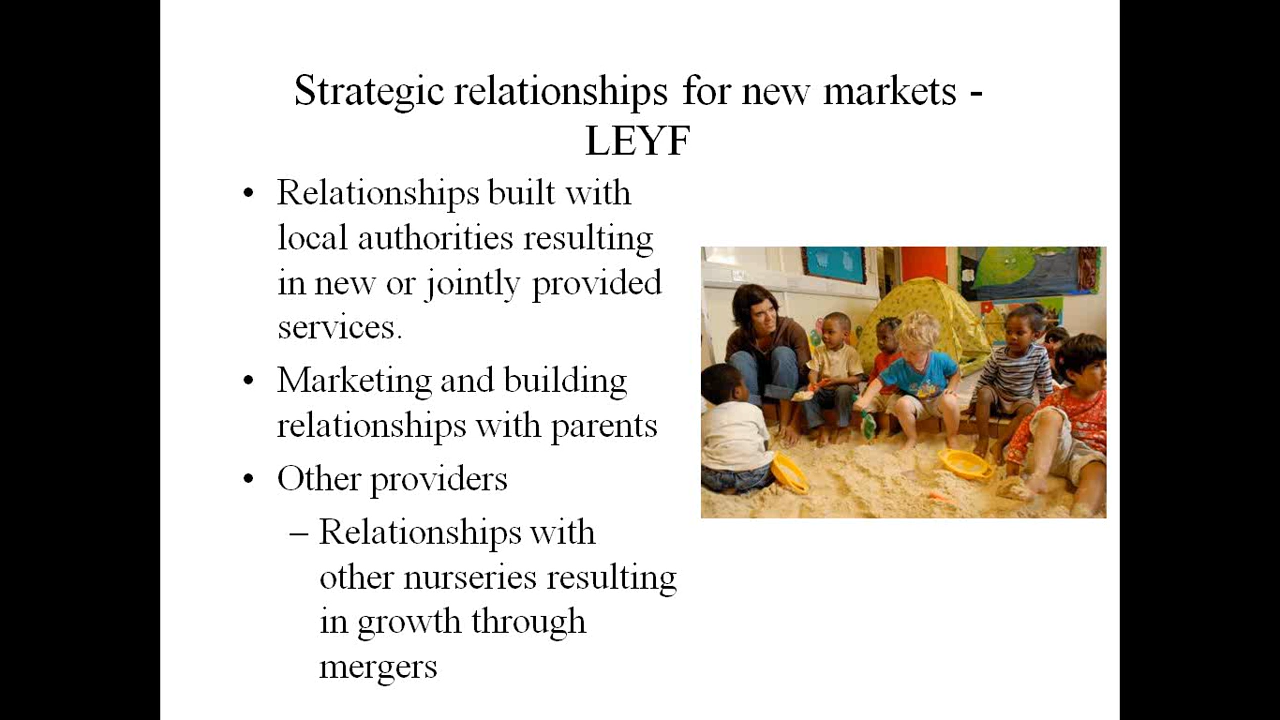 Strategic relationships for new markets -
LEYF
• Relationships built with
local authorities resulting
in new or jointly provided
services.
• Marketing and building
relationships with parents
• Other providers
– Relationships with
other nurseries resulting
in growth through
mergers